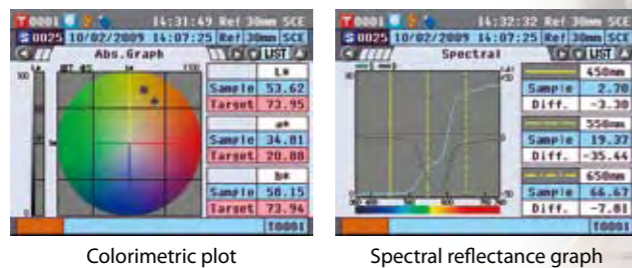 T 0001 14:31:49 Ref 30mm SCE
S 0025 10/02/2009 14:07:25 Ref 30mm SCE
Abs.Graph LIST
L*
Sample 53.62
Target 73.95
a*
Sample 34.81
Target 20.88
b*
Sample 58.15
Target 73.94
T0001
Colorimetric plot
T 0001 14:32:32 Ref 30mm SCE
S 0025 10/02/2009 14:07:25 Ref 30mm SCE
Spectral LIST
450nm
Sample 2.70
Diff. -3.30
550nm
Sample 19.37
Diff. -35.44
650nm
Sample 66.67
Diff. -7.81
T0001
Spectral reflectance graph